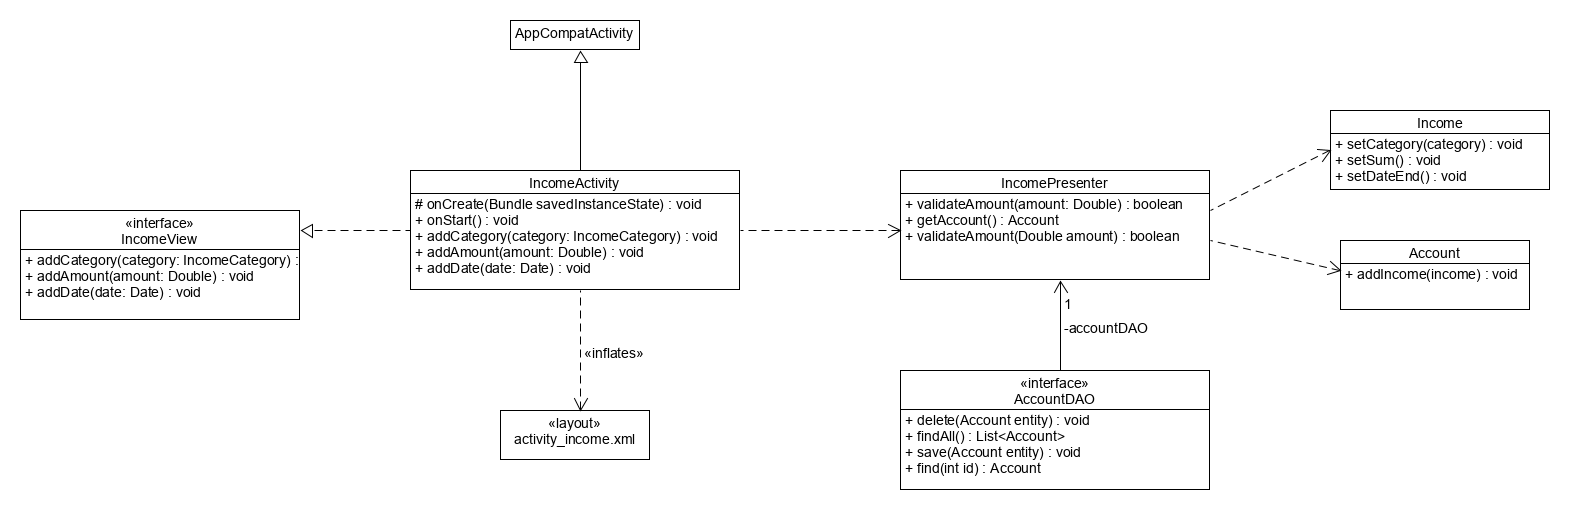 AppCompatActivity
«interface»
IncomeView
+ addCategory(category: IncomeCategory) :
+ addAmount(amount: Double) : void
+ addDate(date: Date) : void
IncomeActivity
# onCreate(Bundle savedInstanceState) : void
+ onStart() : void
+ addCategory(category: IncomeCategory) : void
+ addAmount(amount: Double) : void
+ addDate(date: Date) : void
«inflates»
«layout»
activity_income.xml
IncomePresenter
+ validateAmount(amount: Double) : boolean
+ getAccount() : Account
+ validateAmount(Double amount) : boolean
1
-accountDAO
«interface»
AccountDAO
+ delete(Account entity) : void
+ findAll() : List<Account>
+ save(Account entity) : void
+ find(int id) : Account
Income
+ setCategory(category) : void
+ setSum() : void
+ setDateEnd() : void
Account
+ addIncome(income) : void